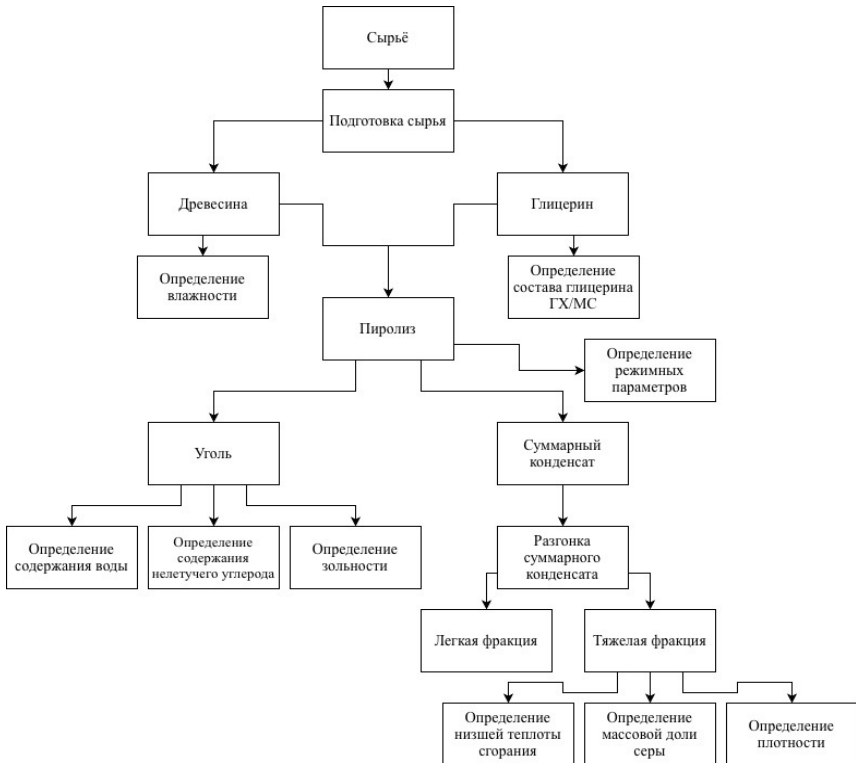 Сырьё
Подготовка сырья
Древесина
Глицерин
Определение
влажности
Определение
состава глицерина
ГХ/МС
Пиролиз
Определение
режимных
параметров
Уголь
Суммарный
конденсат
Определение
содержания воды
Определение
содержания
нелетучего углерода
Определение
зольности
Разгонка
суммарного
конденсата
Легкая фракция
Тяжелая фракция
Определение
низшей теплоты
сгорания
Определение
массовой доли
серы
Определение
плотности